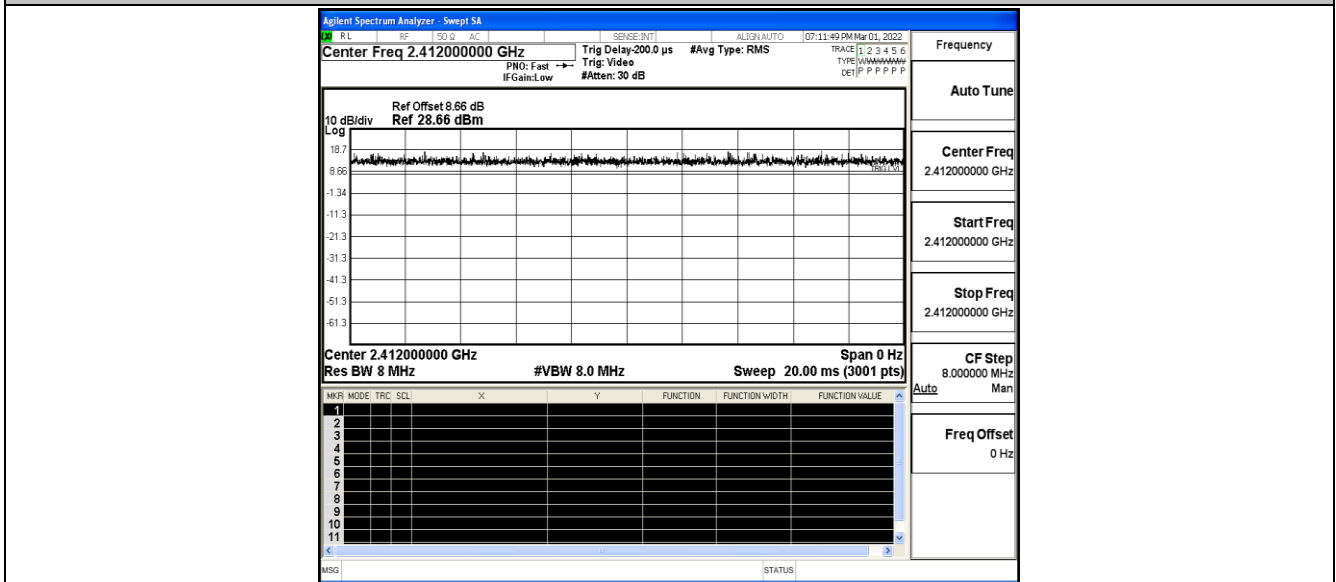 Agilent Spectrum Analyzer - Swept SA
RL RF 50 Ω AC SENSE:INT ALIGNAUTO 07:11:49 PM Mar 01, 2022
Center Freq 2.412000000 GHz
PNO: Fast
IFGain:Low
Trig Delay-200.0 µs
Trig: Video
#Atten: 30 dB
#Avg Type: RMS
TRACE 1 2 3 4 5 6
TYPE
DET P P P P P P
Ref Offset 8.66 dB
10 dB/div Ref 28.66 dBm
Log
18.7
8.66
-1.34
-11.3
-21.3
-31.3
-41.3
-51.3
-61.3
TRIG LVL
Center 2.412000000 GHz Span 0 Hz
Res BW 8 MHz #VBW 8.0 MHz Sweep 20.00 ms (3001 pts)
MKR MODE TRC SCL X Y FUNCTION FUNCTION WIDTH FUNCTION VALUE
1
2
3
4
5
6
7
8
9
10
11
MSG STATUS
Frequency
Auto Tune
Center Freq
2.412000000 GHz
Start Freq
2.412000000 GHz
Stop Freq
2.412000000 GHz
CF Step
8.000000 MHz
Auto Man
Freq Offset
0 Hz